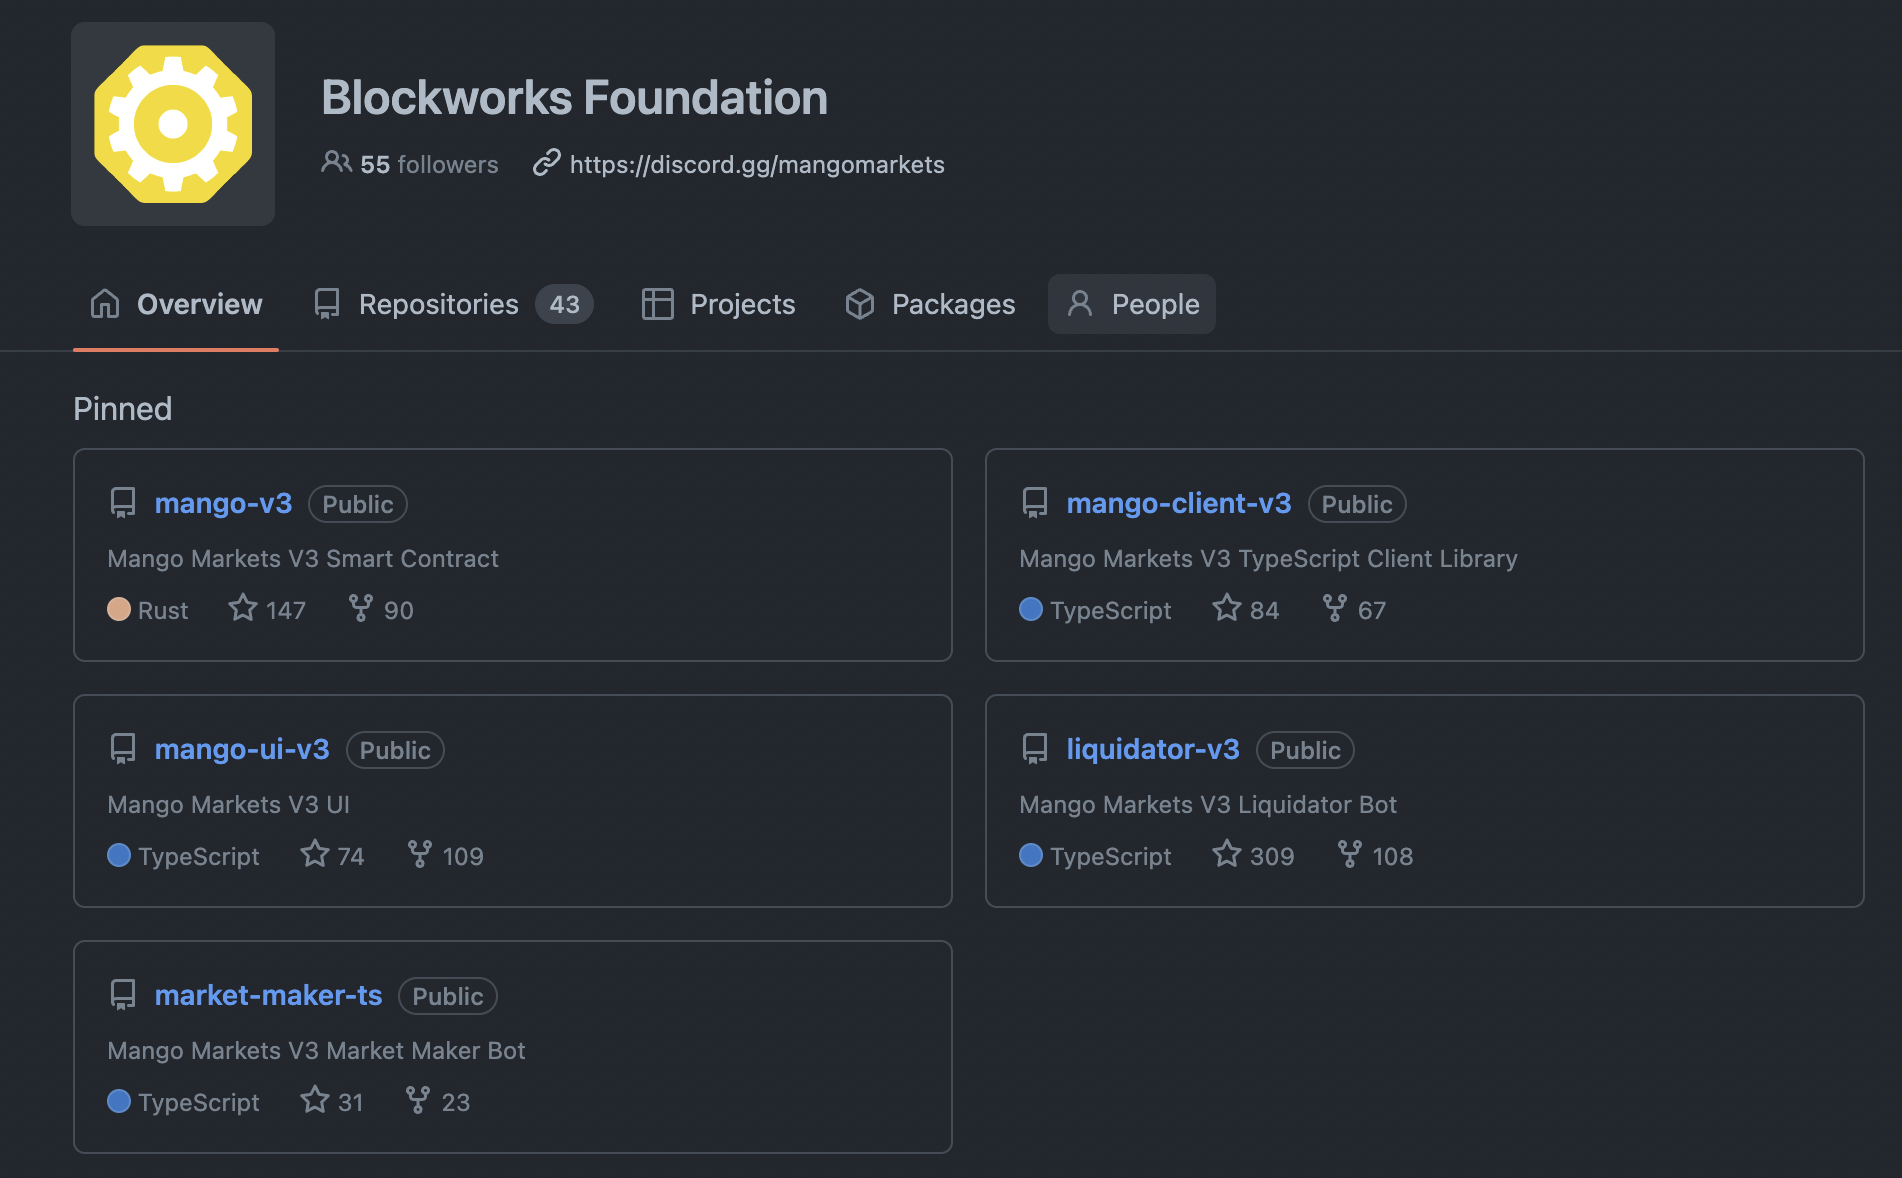 Blockworks Foundation
55 followers https://discord.gg/mangomarkets
Overview Repositories 43 Projects Packages People
Pinned
mango-v3 Public
Mango Markets V3 Smart Contract
Rust 147 90
mango-client-v3 Public
Mango Markets V3 TypeScript Client Library
TypeScript 84 67
mango-ui-v3 Public
Mango Markets V3 UI
TypeScript 74 109
liquidator-v3 Public
Mango Markets V3 Liquidator Bot
TypeScript 309 108
market-maker-ts Public
Mango Markets V3 Market Maker Bot
TypeScript 31 23